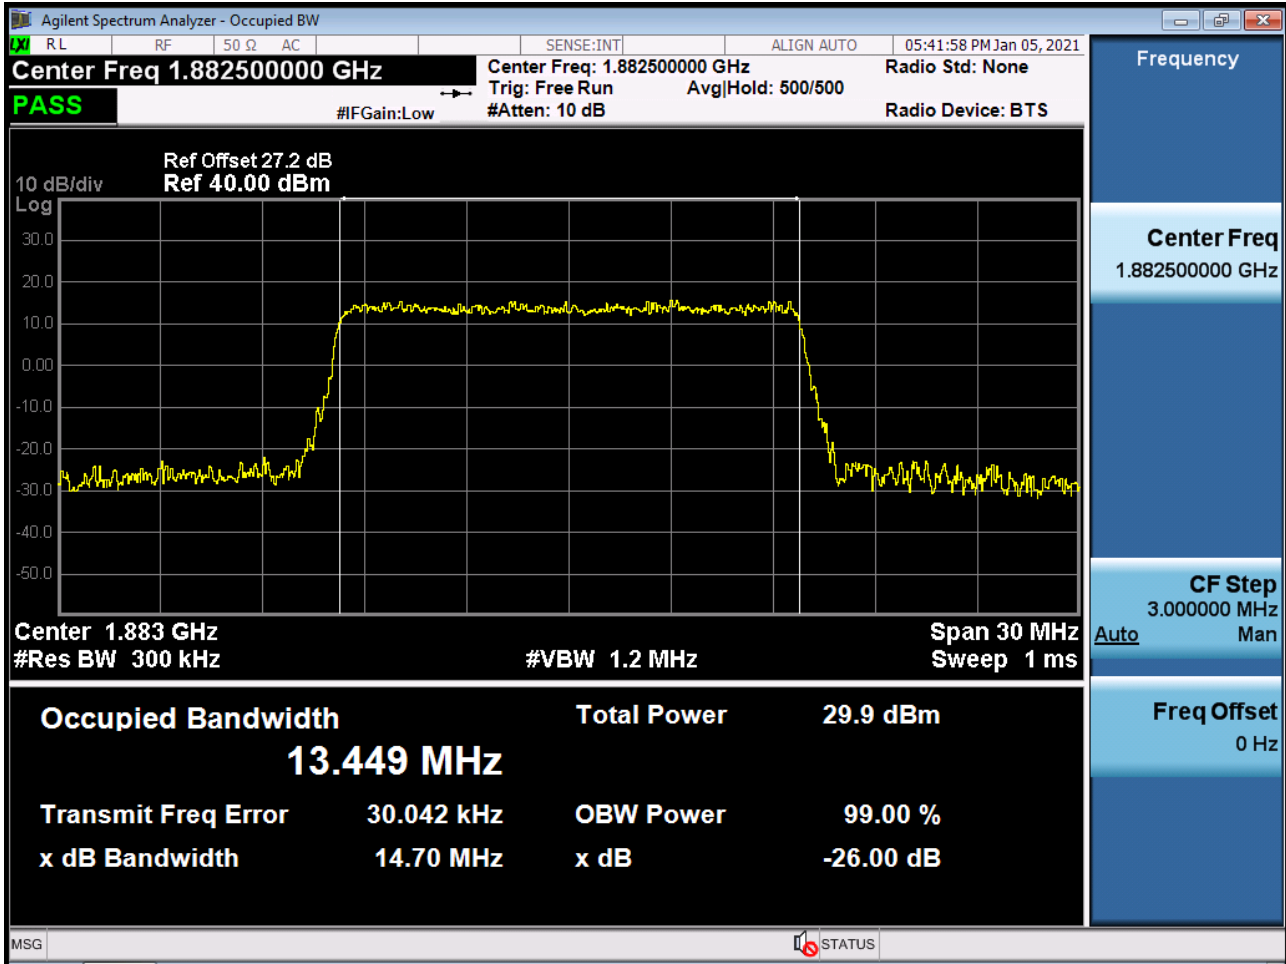 Agilent Spectrum Analyzer - Occupied BW
LXI RL RF 50 Ω AC SENSE:INT ALIGN AUTO 05:41:58 PM Jan 05, 2021
Center Freq 1.882500000 GHz
PASS
#IFGain:Low
Center Freq: 1.882500000 GHz
Trig: Free Run Avg|Hold: 500/500
#Atten: 10 dB
Radio Std: None
Radio Device: BTS
Ref Offset 27.2 dB
10 dB/div Ref 40.00 dBm
Log
30.0
20.0
10.0
0.00
-10.0
-20.0
-30.0
-40.0
-50.0
Center 1.883 GHz Span 30 MHz
#Res BW 300 kHz #VBW 1.2 MHz Sweep 1 ms
Occupied Bandwidth Total Power 29.9 dBm
13.449 MHz
Transmit Freq Error 30.042 kHz OBW Power 99.00 %
x dB Bandwidth 14.70 MHz x dB -26.00 dB
Frequency
Center Freq
1.882500000 GHz
CF Step
3.000000 MHz
Auto Man
Freq Offset
0 Hz
MSG STATUS